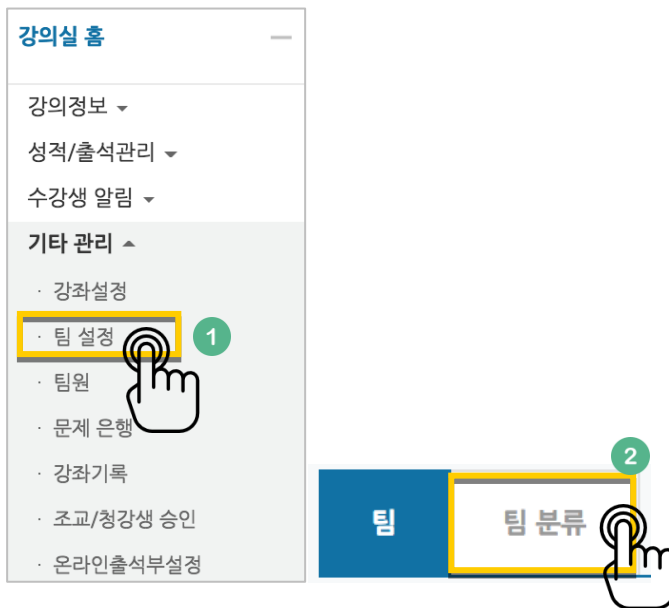 강의실 홈
강의정보
성적/출석관리
수강생 알림
기타 관리
· 강좌설정
· 팀 설정
1
· 팀원
· 문제 은행
· 강좌기록
· 조교/청강생 승인
· 온라인출석부설정
2
팀
팀 분류